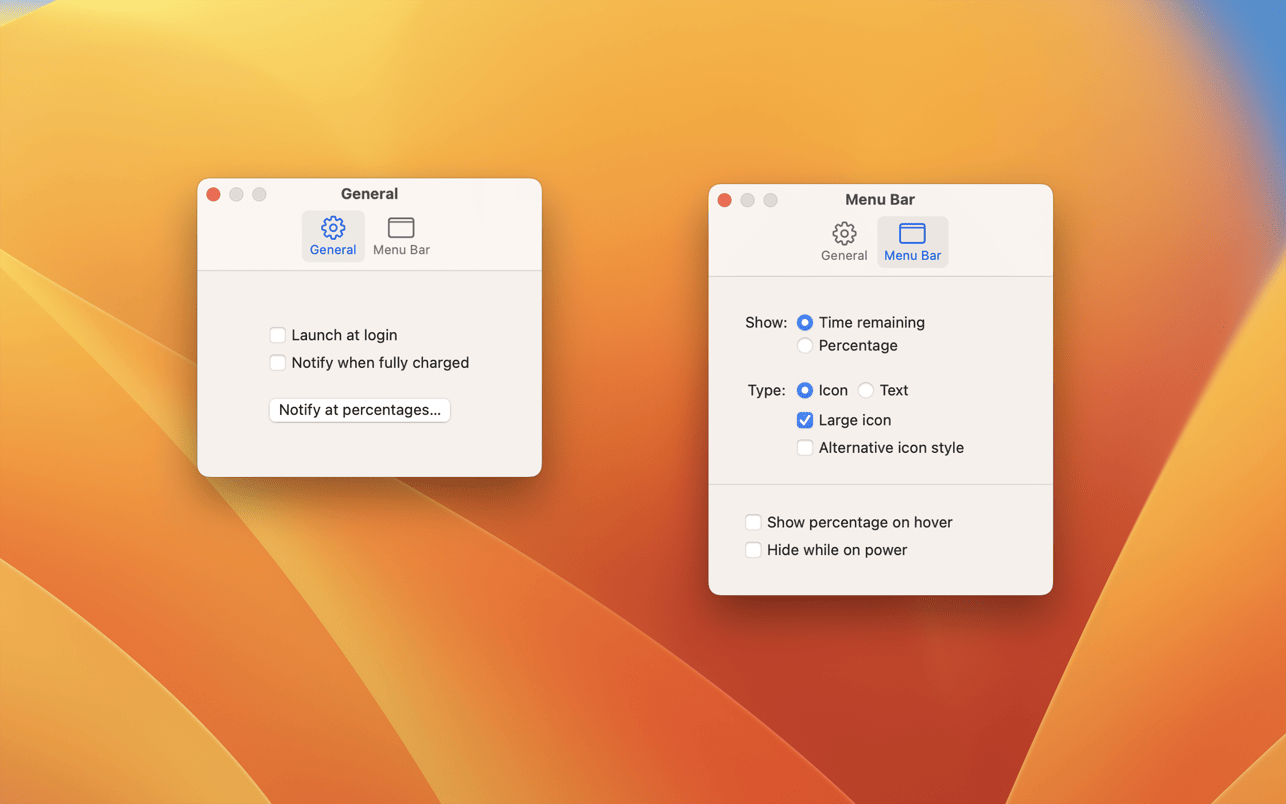 General
General
Menu Bar
Launch at login
Notify when fully charged
Notify at percentages...
Menu Bar
General
Menu Bar
Show:
Time remaining
Percentage
Type:
Icon
Text
Large icon
Alternative icon style
Show percentage on hover
Hide while on power